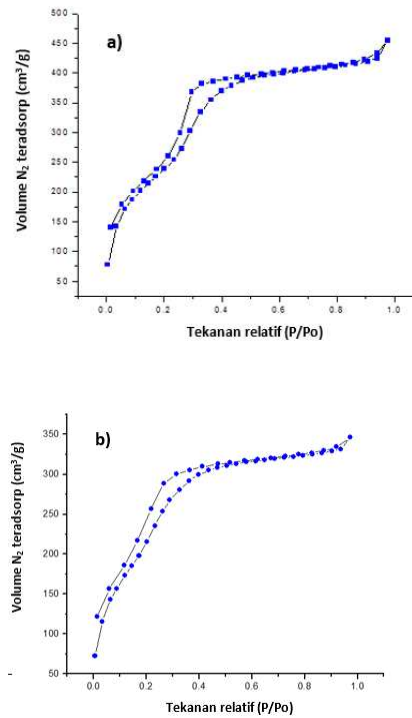 a)
Volume N₂ teradsorp (cm³/g)
500
450
400
350
300
250
200
150
100
50
0.0 0.2 0.4 0.6 0.8 1.0
Tekanan relatif (P/Po)
b)
Volume N₂ teradsorp (cm³/g)
350
300
250
200
150
100
50
0.0 0.2 0.4 0.6 0.8 1.0
Tekanan relatif (P/Po)